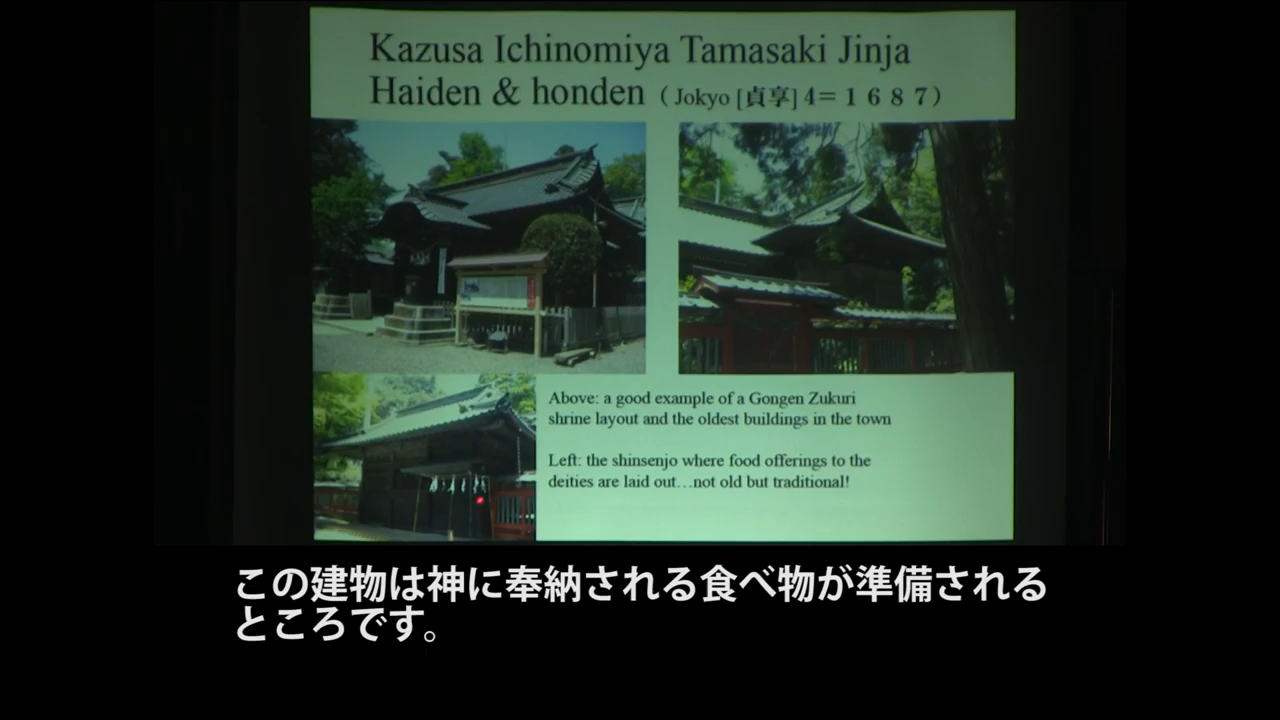 Kazusa Ichinomiya Tamasaki Jinja
Haiden & honden（Jokyo [貞享] 4＝１６８７）
Above: a good example of a Gongen Zukuri
shrine layout and the oldest buildings in the town
Left: the shinsenjo where food offerings to the
deities are laid out…not old but traditional!
この建物は神に奉納される食べ物が準備される
ところです。